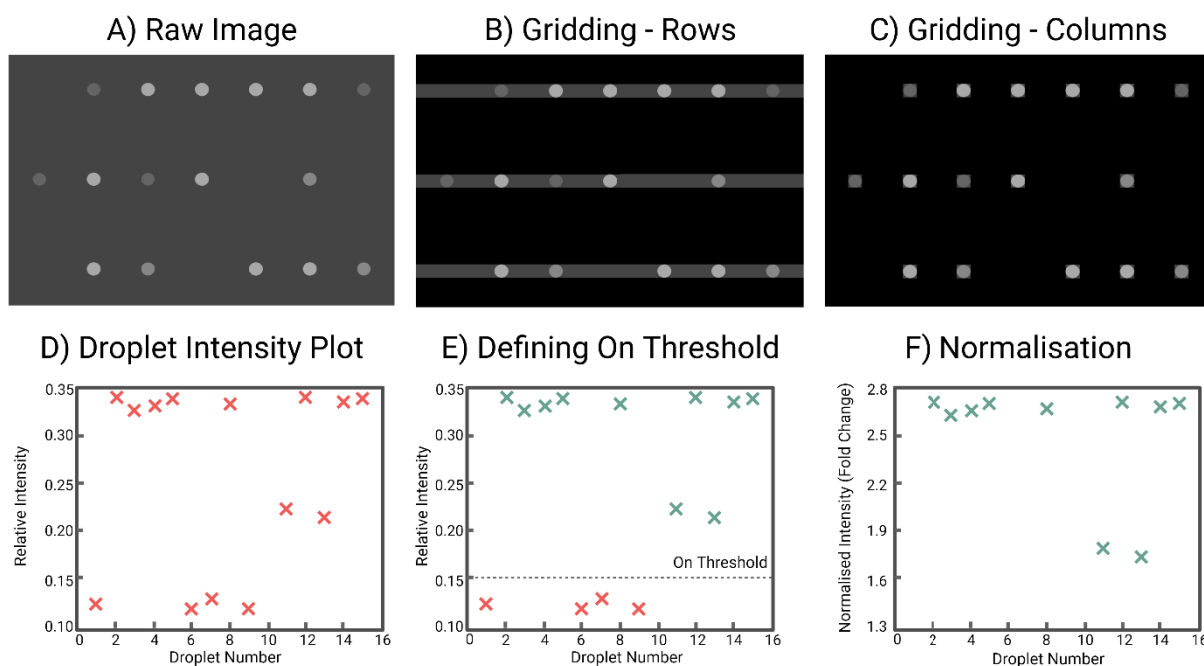 A) Raw Image
B) Gridding - Rows
C) Gridding - Columns
D) Droplet Intensity Plot
E) Defining On Threshold
F) Normalisation
Relative Intensity
0.35
0.30
0.25
0.20
0.15
0.10
0 2 4 6 8 10 12 14 16
Droplet Number
Relative Intensity
0.35
0.30
0.25
0.20
0.15
0.10
On Threshold
0 2 4 6 8 10 12 14 16
Droplet Number
Normalised Intensity (Fold Change)
2.8
2.5
2.2
1.9
1.6
1.3
0 2 4 6 8 10 12 14 16
Droplet Number